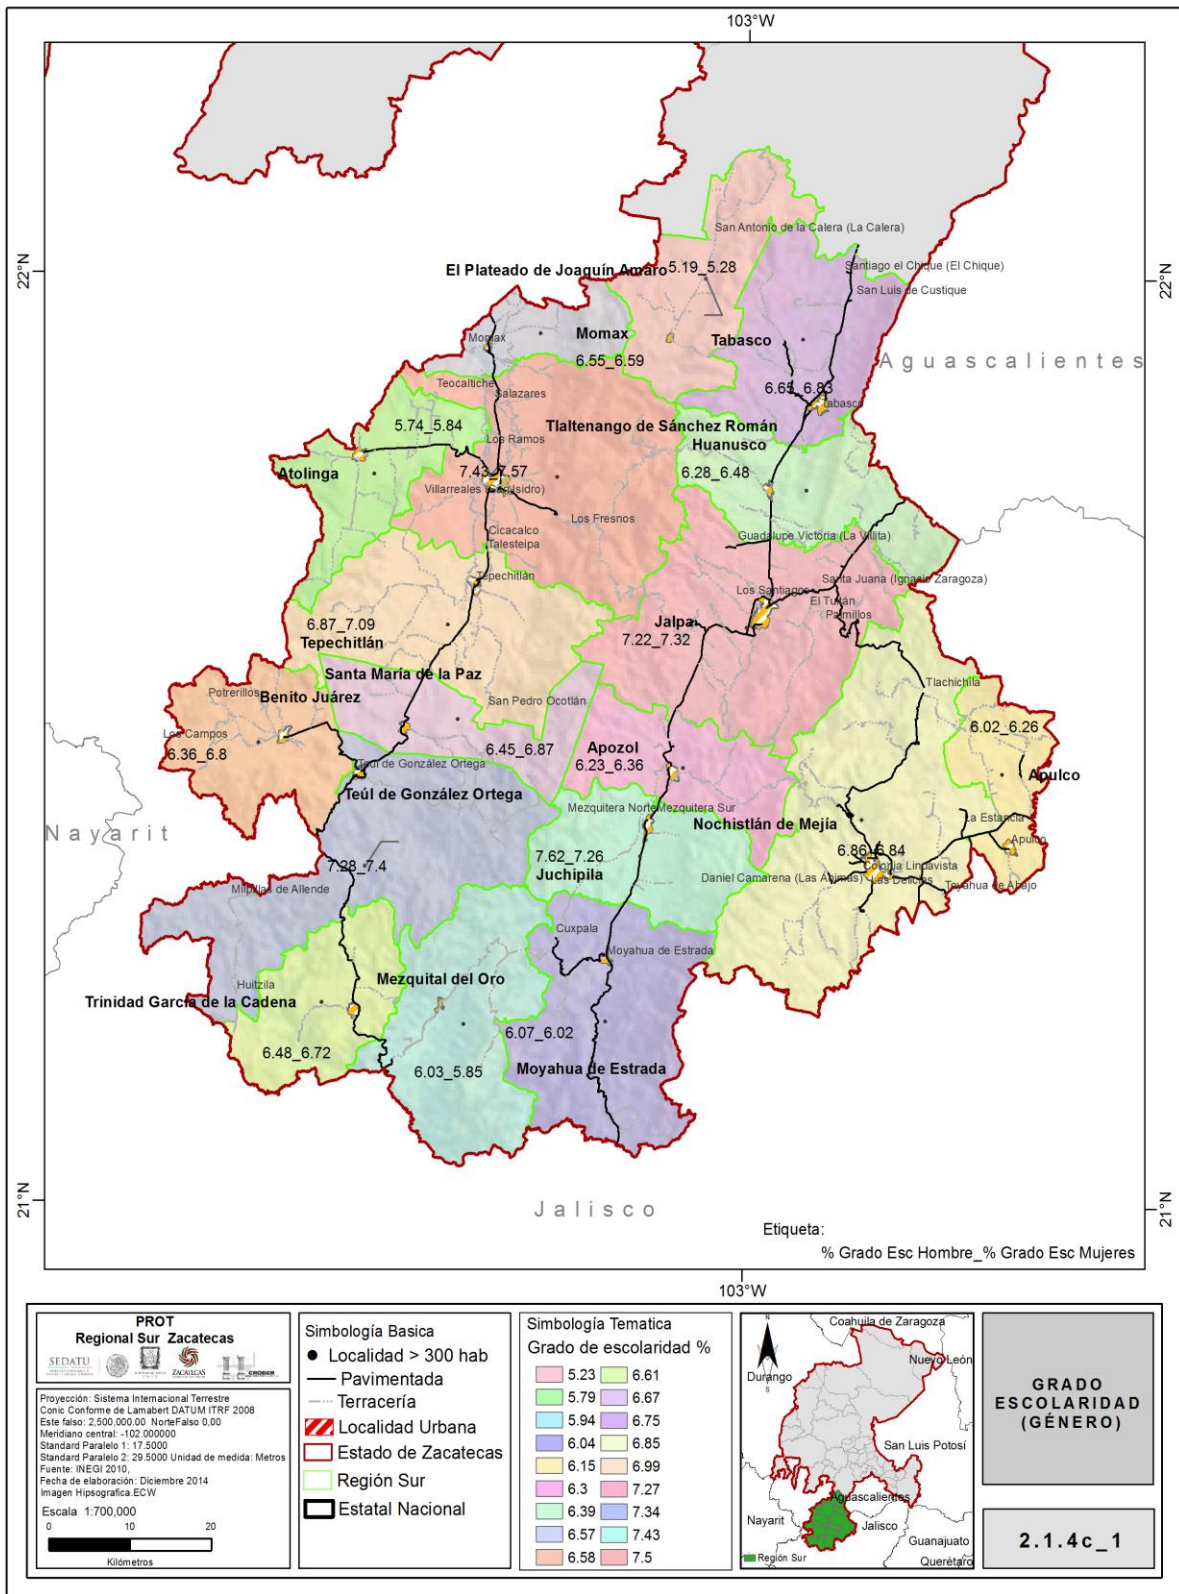 103°W
22°N
22°N
San Antonio de la Calera (La Calera)
El Plateado de Joaquín Amaro
5.19_5.28
Santiago el Chique (El Chique)
San Luis de Custique
Momax
Momax
Tabasco
6.55_6.59
Aguascalientes
Teocaltiche
Salazares
6.65_6.83
Tabasco
5.74_5.84
Tlaltenango de Sánchez Román
Huanusco
Los Ramos
Atolinga
7.43_7.57
6.28_6.48
Villarreales (San Isidro)
Los Fresnos
Cicacalco
Talesteipa
Guadalupe Victoria (La Villita)
Tepechitlán
Santa Juana (Ignacio Zaragoza)
Los Santiagos
El Tuitán
Palmillos
6.87_7.09
Tepechitlán
Jalpa
7.22_7.32
Santa María de la Paz
Tlachichila
Potrerillos
Benito Juárez
San Pedro Ocotlán
Los Campos
6.36_6.8
6.45_6.87
Apozol
6.23_6.36
6.02_6.26
Apulco
Teúl de González Ortega
Teúl de González Ortega
Mezquitera Norte
Mezquitera Sur
Nochistlán de Mejía
La Estancia
Nayarit
Apulco
7.28_7.4
7.62_7.26
Juchipila
6.86_6.84
Colonia Lindavista
Daniel Camarena (Las Ánimas)
Las Delicias
Toyahua de Abajo
Milpillas de Allende
Cuxpala
Moyahua de Estrada
Huitzila
Mezquital del Oro
Trinidad García de la Cadena
6.07_6.02
6.48_6.72
6.03_5.85
Moyahua de Estrada
21°N
21°N
Jalisco
Etiqueta:
% Grado Esc Hombre_% Grado Esc Mujeres
103°W
PROT
Regional Sur Zacatecas
SEDATU
ZACATECAS
Proyección: Sistema Internacional Terrestre
Conic Conforme de Lamabert DATUM ITRF 2008
Este falso: 2,500,000.00 NorteFalso 0,00
Meridiano central: -102.000000
Standard Paralelo 1: 17.5000
Standard Paralelo 2: 29.5000 Unidad de medida: Metros
Fuente: INEGI 2010,
Fecha de elaboración: Diciembre 2014
Imagen Hipsografica.ECW
Escala 1:700,000
0 10 20
Kilómetros
Simbología Basica
Localidad > 300 hab
Pavimentada
Terracería
Localidad Urbana
Estado de Zacatecas
Región Sur
Estatal Nacional
Simbología Tematica
Grado de escolaridad %
5.23 6.61
5.79 6.67
5.94 6.75
6.04 6.85
6.15 6.99
6.3 7.27
6.39 7.34
6.57 7.43
6.58 7.5
N
S
Coahuila de Zaragoza
Durango
Nuevo León
San Luis Potosí
Aguascalientes
Nayarit
Jalisco
Guanajuato
Querétaro
Región Sur
GRADO
ESCOLARIDAD
(GÉNERO)
2.1.4c_1